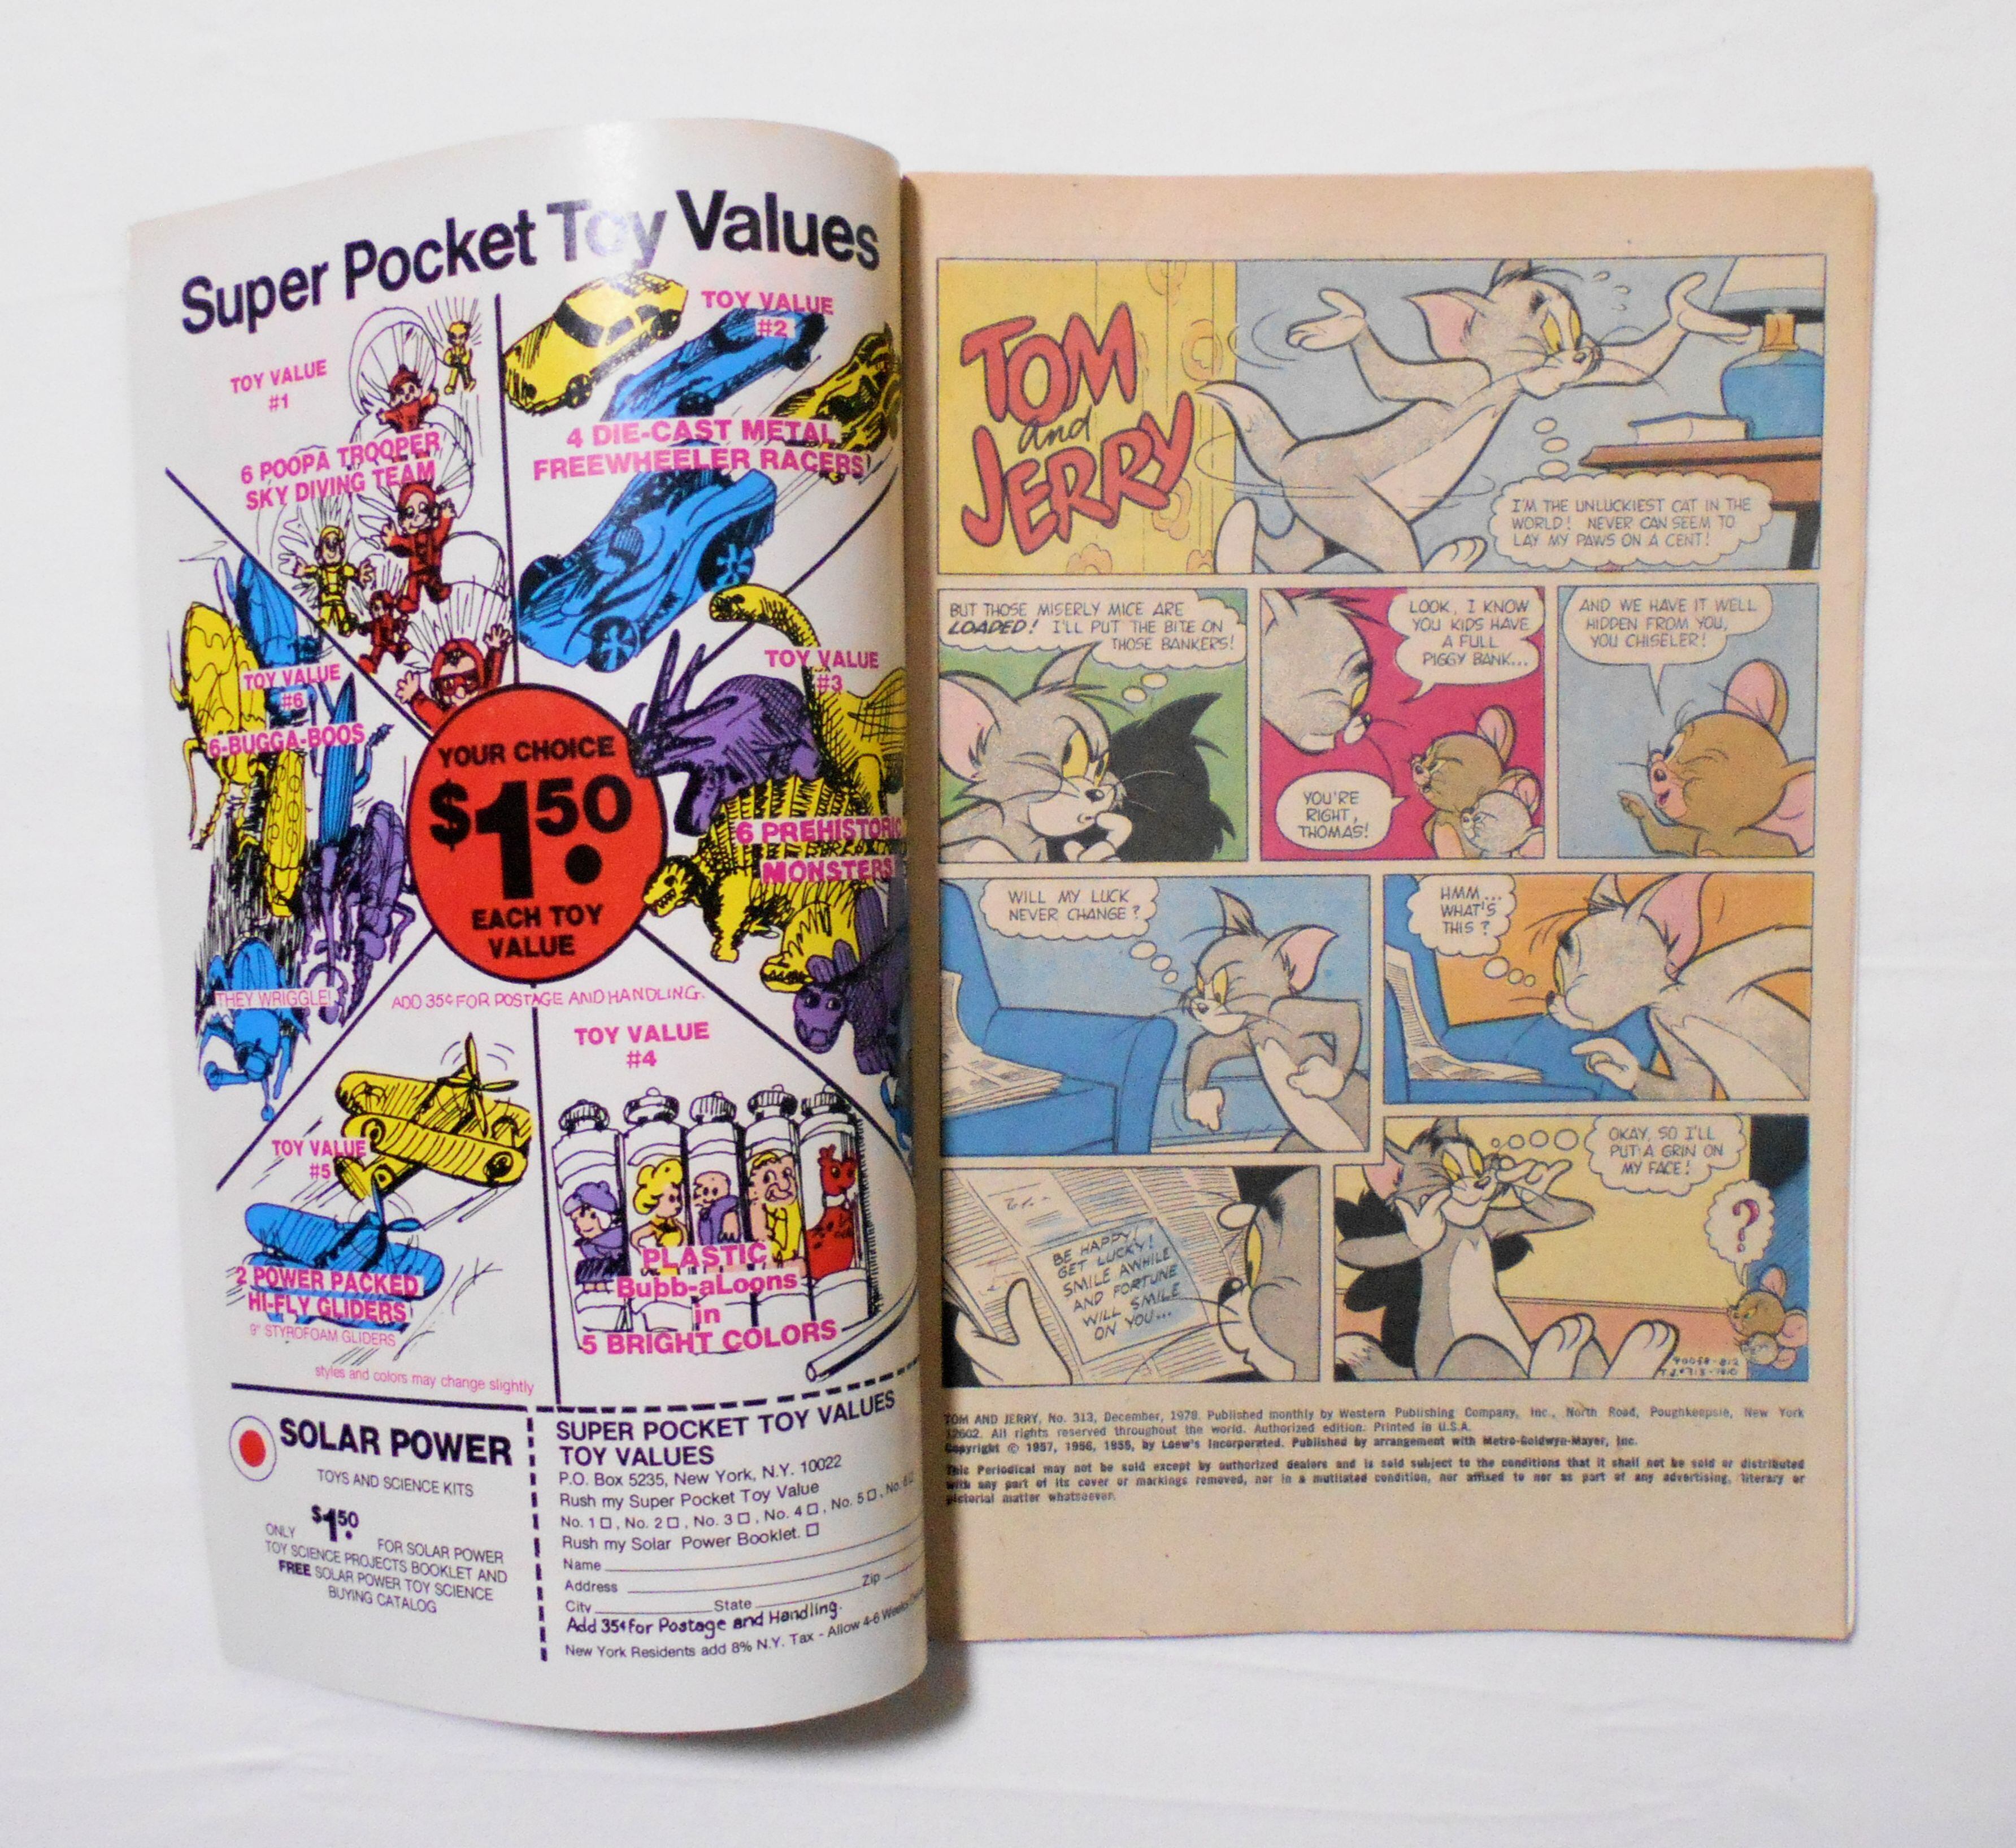 Super Pocket Toy Values
TOY VALUE
#1
6 POOPA TROOPER
SKY DIVING TEAM
TOY VALUE
#2
4 DIE-CAST METAL
FREEWHEELER RACERS!
TOY VALUE
#3
6 PREHISTORIC
MONSTERS
TOY VALUE
#6
6-BUGGA-BOOS
THEY WRIGGLE!
YOUR CHOICE
$1.50
EACH TOY
VALUE
ADD 35¢ FOR POSTAGE AND HANDLING.
TOY VALUE
#4
PLASTIC
Bubb-aLoons
in
5 BRIGHT COLORS
TOY VALUE
#5
2 POWER PACKED
HI-FLY GLIDERS
9" STYROFOAM GLIDERS
styles and colors may change slightly
SOLAR POWER
TOYS AND SCIENCE KITS
ONLY $1.50 FOR SOLAR POWER
TOY SCIENCE PROJECTS BOOKLET AND
FREE SOLAR POWER TOY SCIENCE
BUYING CATALOG
SUPER POCKET TOY VALUES
TOY VALUES
P.O. Box 5235, New York, N.Y. 10022
Rush my Super Pocket Toy Value
No. 1 □, No. 2 □, No. 3 □, No. 4 □, No. 5 □, No. 6 □
Rush my Solar Power Booklet. □
Name
Address
Zip
City State
Add 35¢ for Postage and Handling.
New York Residents add 8% N.Y. Tax - Allow 4-6 Weeks
TOM
and
JERRY
I'M THE UNLUCKIEST CAT IN THE
WORLD! NEVER CAN SEEM TO
LAY MY PAWS ON A CENT!
BUT THOSE MISERLY MICE ARE
LOADED! I'LL PUT THE BITE ON
THOSE BANKERS!
LOOK, I KNOW
YOU KIDS HAVE
A FULL
PIGGY BANK...
YOU'RE
RIGHT,
THOMAS!
AND WE HAVE IT WELL
HIDDEN FROM YOU,
YOU CHISELER!
WILL MY LUCK
NEVER CHANGE?
HMM...
WHAT'S
THIS?
BE HAPPY!
GET LUCKY!
SMILE AWHILE
AND FORTUNE
WILL SMILE
ON YOU...
OKAY, SO I'LL
PUT A GRIN ON
MY FACE!
?
90058-812
TOM AND JERRY, No. 313, December, 1978. Published monthly by Western Publishing Company, Inc., North Road, Poughkeepsie, New York
12602. All rights reserved throughout the world. Authorized edition. Printed in U.S.A.
Copyright © 1957, 1956, 1955, by Loew's Incorporated. Published by arrangement with Metro-Goldwyn-Mayer, Inc.
This Periodical may not be sold except by authorized dealers and is sold subject to the conditions that it shall not be sold or distributed
with any part of its cover or markings removed, nor in a mutilated condition, nor affixed to nor as part of any advertising, literary or
pictorial matter whatsoever.